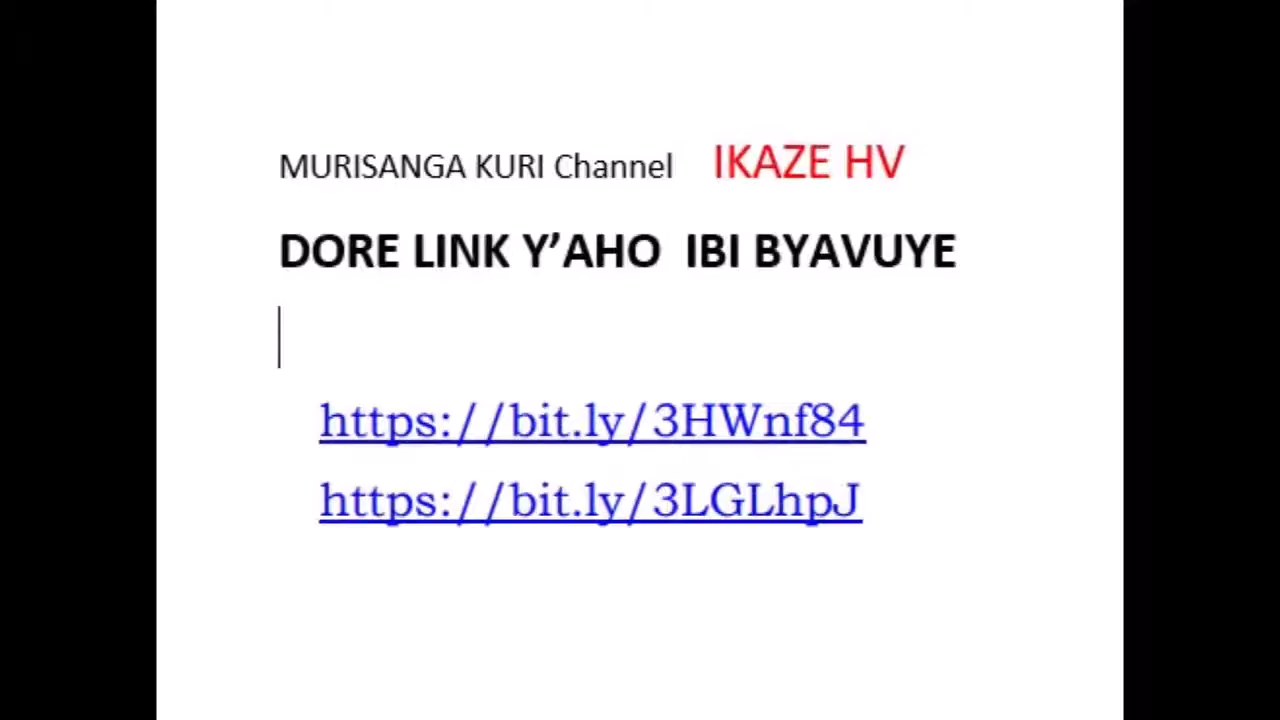 MURISANGA KURI Channel IKAZE HV
DORE LINK Y’AHO IBI BYAVUYE
https://bit.ly/3HWnf84
https://bit.ly/3LGLhpJ